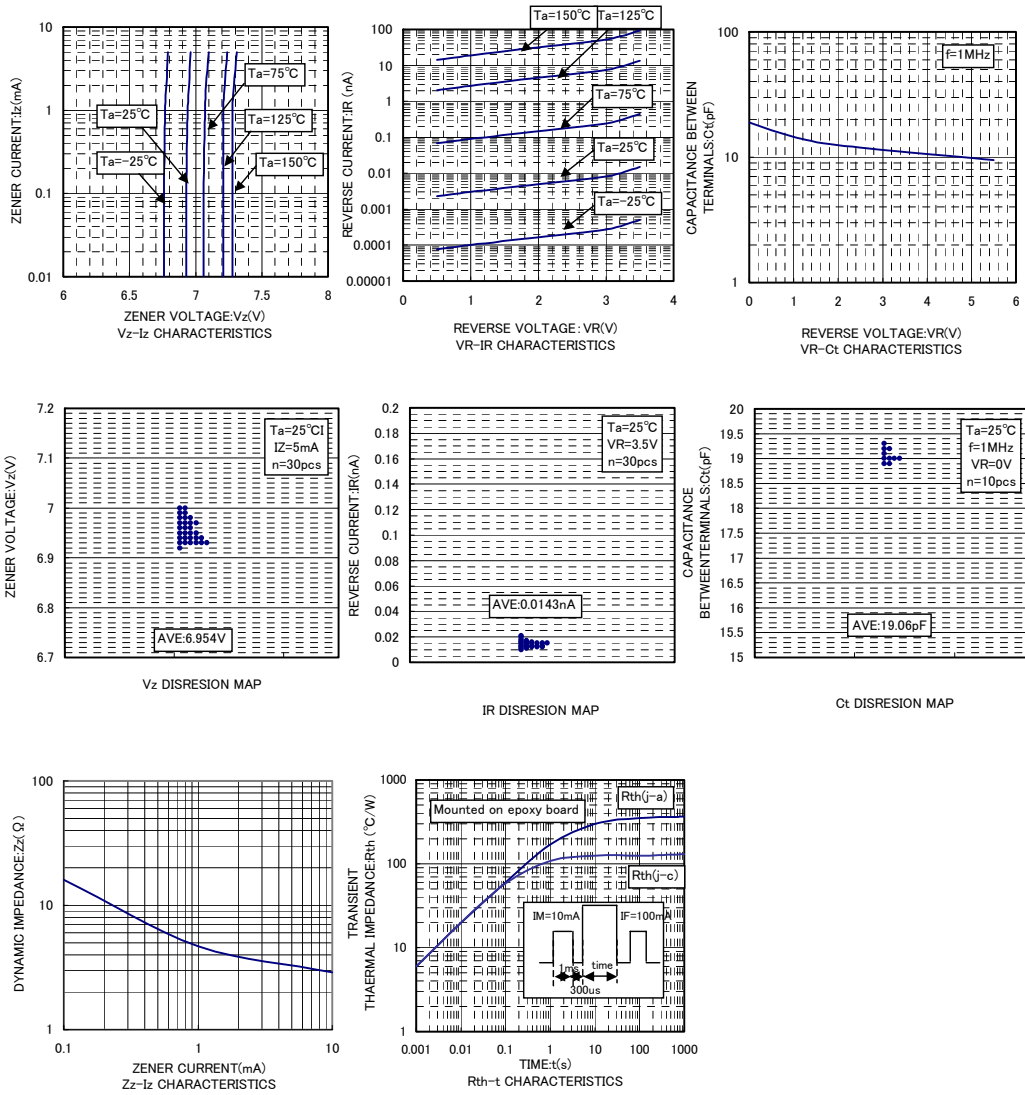 ZENER CURRENT:Iz(mA)
10
1
0.1
0.01
Ta=75°C
Ta=25°C
Ta=125°C
Ta=-25°C
Ta=150°C
6
6.5
7
7.5
8
ZENER VOLTAGE:Vz(V)
Vz-Iz CHARACTERISTICS
REVERSE CURRENT:IR (nA)
100
10
1
0.1
0.01
0.001
0.0001
0.00001
Ta=150°C
Ta=125°C
Ta=75°C
Ta=25°C
Ta=-25°C
0
1
2
3
4
REVERSE VOLTAGE:VR(V)
VR-IR CHARACTERISTICS
CAPACITANCE BETWEEN
TERMINALS:Ct(pF)
100
10
1
f=1MHz
0
1
2
3
4
5
6
REVERSE VOLTAGE:VR(V)
VR-Ct CHARACTERISTICS
ZENER VOLTAGE:Vz(V)
7.2
7.1
7
6.9
6.8
6.7
Ta=25°CI
IZ=5mA
n=30pcs
AVE:6.954V
Vz DISRESION MAP
REVERSE CURRENT:IR(nA)
0.2
0.18
0.16
0.14
0.12
0.1
0.08
0.06
0.04
0.02
0
Ta=25°C
VR=3.5V
n=30pcs
AVE:0.0143nA
IR DISRESION MAP
CAPACITANCE
BETWEENTERMINALS:Ct(pF)
20
19.5
19
18.5
18
17.5
17
16.5
16
15.5
15
Ta=25°C
f=1MHz
VR=0V
n=10pcs
AVE:19.06pF
Ct DISRESION MAP
DYNAMIC IMPEDANCE:Zz(Ω)
100
10
1
0.1
1
10
ZENER CURRENT(mA)
Zz-Iz CHARACTERISTICS
TRANSIENT
THAERMAL IMPEDANCE:Rth (°C/W)
1000
100
10
1
Mounted on epoxy board
Rth(j-a)
Rth(j-c)
IM=10mA
IF=100mA
1ms
time
300us
0.001
0.01
0.1
1
10
100
1000
TIME:t(s)
Rth-t CHARACTERISTICS